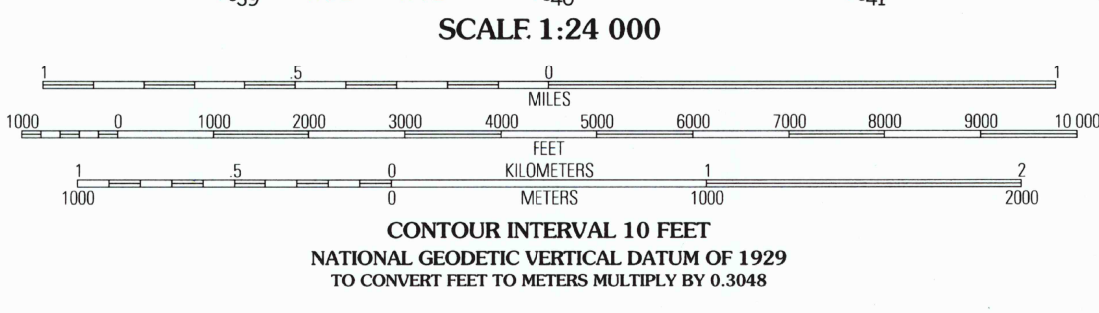 SCALE 1:24 000
1 .5 0 1
MILES
1000 0 1000 2000 3000 4000 5000 6000 7000 8000 9000 10 000
FEET
1 .5 0 KILOMETERS 1 2
1000 0 METERS 1000 2000
CONTOUR INTERVAL 10 FEET
NATIONAL GEODETIC VERTICAL DATUM OF 1929
TO CONVERT FEET TO METERS MULTIPLY BY 0.3048